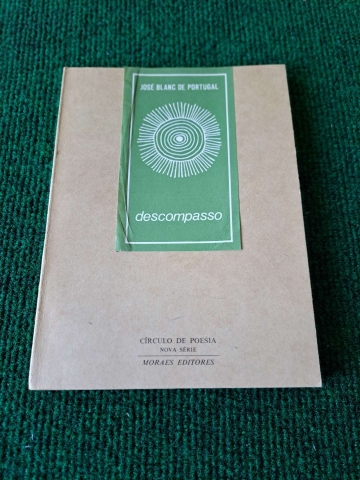 JOSÉ BLANC DE PORTUGAL
descompasso
CÍRCULO DE POESIA
NOVA SÉRIE
MORAES EDITORES